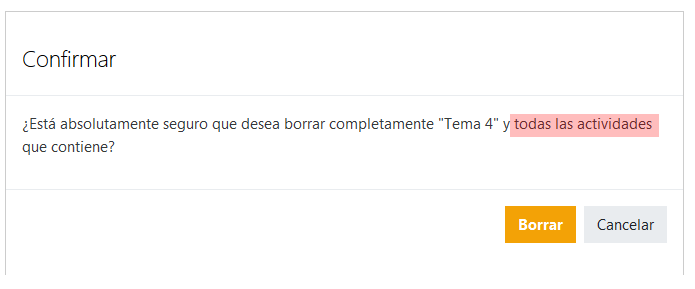 Confirmar
¿Está absolutamente seguro que desea borrar completamente "Tema 4" y todas las actividades
que contiene?
Borrar
Cancelar